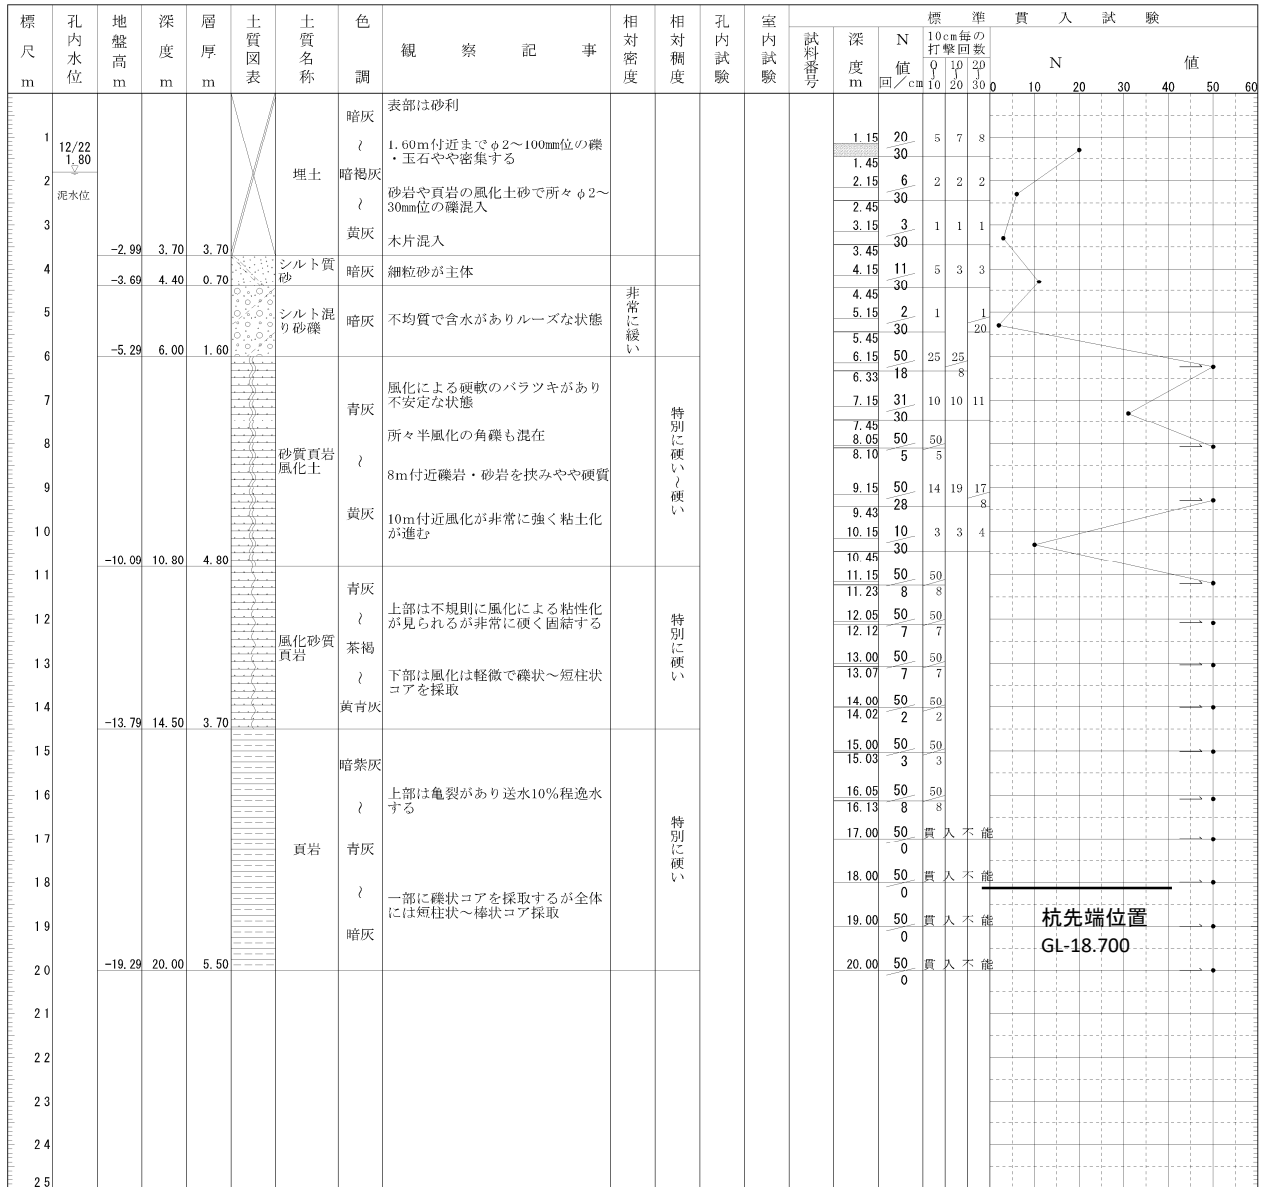 標尺 m
孔内水位
地盤高 m
深度 m
層厚 m
土質図表
土質名称
色調
観察記事
相対密度
相対稠度
孔内試験
室内試験
標準貫入試験
試料番号
深度 m
N値 回/cm
10cm毎の打撃回数
0〜10 10〜20 20〜30
N 値
0 10 20 30 40 50 60
1
2
3
4
5
6
7
8
9
10
11
12
13
14
15
16
17
18
19
20
21
22
23
24
25
12/22
1.80
泥水位
-2.99 3.70 3.70
埋土
暗灰
〜
暗褐灰
〜
黄灰
表部は砂利
1.60m付近までφ2〜100mm位の礫
・玉石やや密集する
砂岩や頁岩の風化土砂で所々φ2〜
30mm位の礫混入
木片混入
-3.69 4.40 0.70
シルト質
砂
暗灰
細粒砂が主体
-5.29 6.00 1.60
シルト混
り砂礫
暗灰
不均質で含水がありルーズな状態
非常に緩い
-10.09 10.80 4.80
砂質頁岩
風化土
青灰
〜
黄灰
風化による硬軟のバラツキがあり
不安定な状態
所々半風化の角礫も混在
8m付近礫岩・砂岩を挟みやや硬質
10m付近風化が非常に強く粘土化
が進む
特別に硬い〜硬い
-13.79 14.50 3.70
風化砂質
頁岩
青灰
〜
茶褐
〜
黄青灰
上部は不規則に風化による粘性化
が見られるが非常に硬く固結する
下部は風化は軽微で礫状〜短柱状
コアを採取
特別に硬い
-19.29 20.00 5.50
頁岩
暗紫灰
〜
青灰
〜
暗灰
上部は亀裂があり送水10%程逸水
する
一部に礫状コアを採取するが全体
には短柱状〜棒状コア採取
特別に硬い
1.15 20 5 7 8
1.45 30
2.15 6 2 2 2
2.45 30
3.15 3 1 1 1
3.45 30
4.15 11 5 3 3
4.45 30
5.15 2 1 1
5.45 30 20
6.15 50 25 25
6.33 18 8
7.15 31 10 10 11
7.45 30
8.05 50 50
8.10 5 5
9.15 50 14 19 17
9.43 28 8
10.15 10 3 3 4
10.45 30
11.15 50 50
11.23 8 8
12.05 50 50
12.12 7 7
13.00 50 50
13.07 7 7
14.00 50 50
14.02 2 2
15.00 50 50
15.03 3 3
16.05 50 50
16.13 8 8
17.00 50 貫入不能
0
18.00 50 貫入不能
0
19.00 50 貫入不能
0
20.00 50 貫入不能
0
杭先端位置
GL-18.700